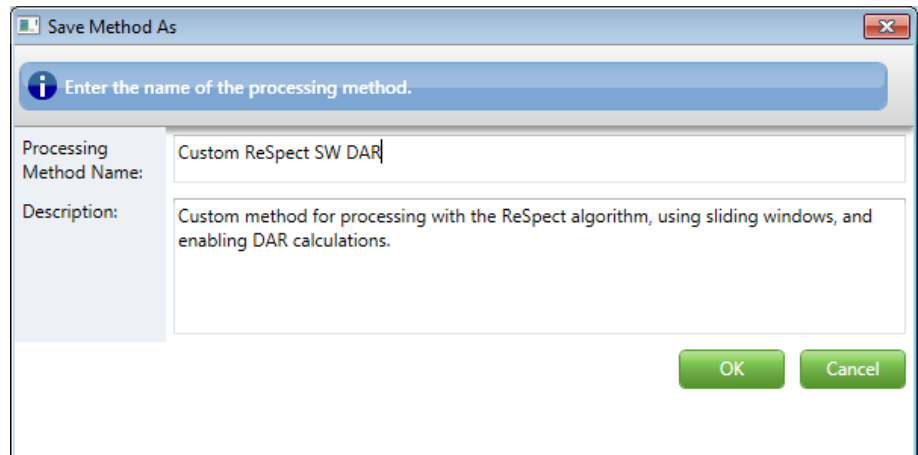 Save Method As
Enter the name of the processing method.
Processing
Method Name:
Custom ReSpect SW DAR
Description:
Custom method for processing with the ReSpect algorithm, using sliding windows, and
enabling DAR calculations.
OK
Cancel